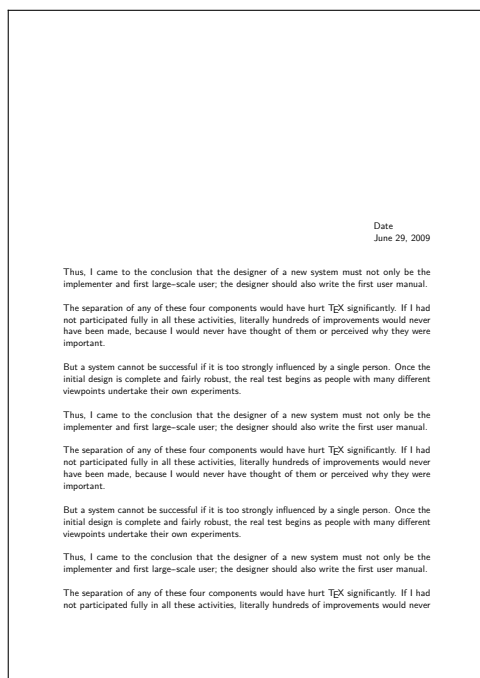 Date
June 29, 2009
Thus, I came to the conclusion that the designer of a new system must not only be the
implementer and first large–scale user; the designer should also write the first user manual.
The separation of any of these four components would have hurt TEX significantly. If I had
not participated fully in all these activities, literally hundreds of improvements would never
have been made, because I would never have thought of them or perceived why they were
important.
But a system cannot be successful if it is too strongly influenced by a single person. Once the
initial design is complete and fairly robust, the real test begins as people with many different
viewpoints undertake their own experiments.
Thus, I came to the conclusion that the designer of a new system must not only be the
implementer and first large–scale user; the designer should also write the first user manual.
The separation of any of these four components would have hurt TEX significantly. If I had
not participated fully in all these activities, literally hundreds of improvements would never
have been made, because I would never have thought of them or perceived why they were
important.
But a system cannot be successful if it is too strongly influenced by a single person. Once the
initial design is complete and fairly robust, the real test begins as people with many different
viewpoints undertake their own experiments.
Thus, I came to the conclusion that the designer of a new system must not only be the
implementer and first large–scale user; the designer should also write the first user manual.
The separation of any of these four components would have hurt TEX significantly. If I had
not participated fully in all these activities, literally hundreds of improvements would never